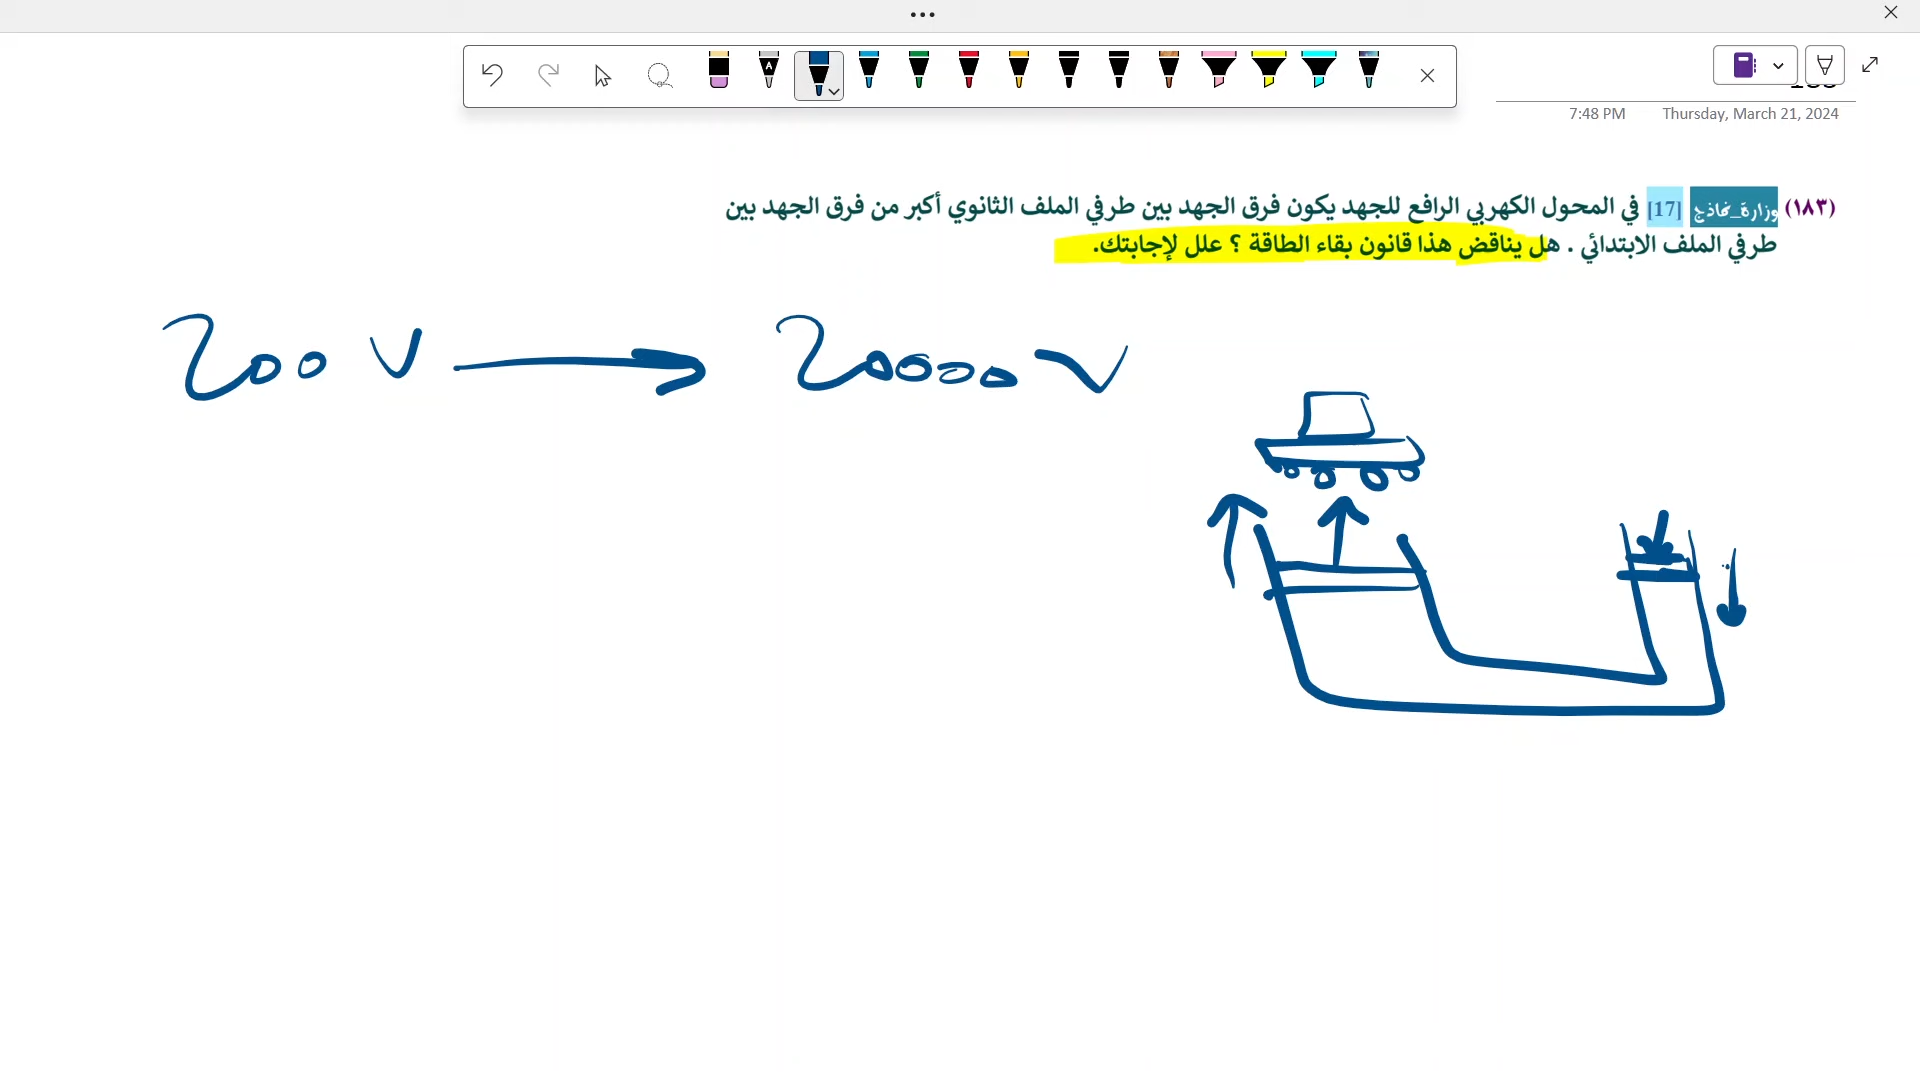 7:48 PM Thursday, March 21, 2024
(١٨٣) وزارة_نماذج [17] في المحول الكهربي الرافع للجهد يكون فرق الجهد بين طرفي الملف الثانوي أكبر من فرق الجهد بين
طرفي الملف الابتدائي . هل يناقض هذا قانون بقاء الطاقة ؟ علل لإجابتك.
200 V 20000 V